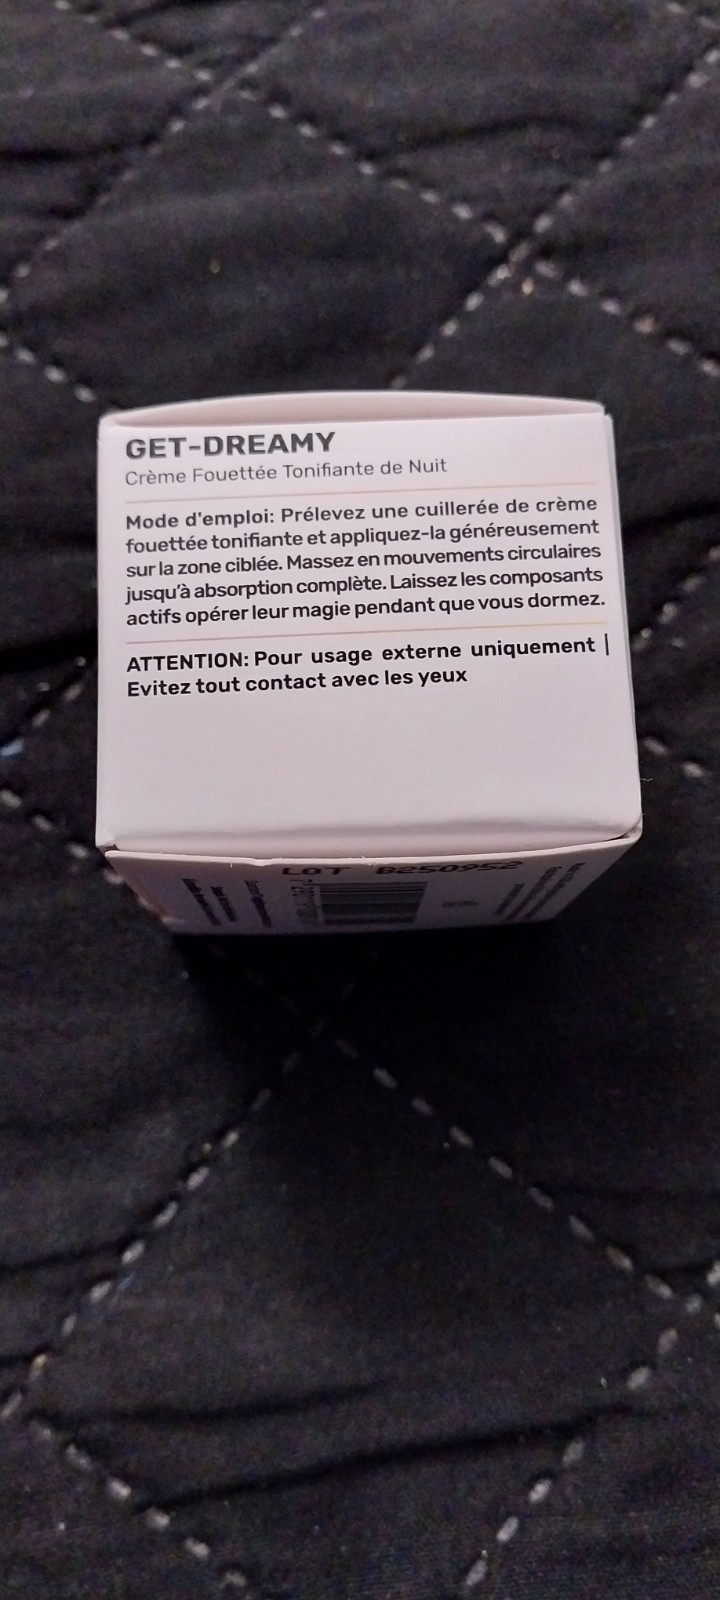 GET-DREAMY
Crème Fouettée Tonifiante de Nuit
Mode d'emploi: Prélevez une cuillerée de crème
fouettée tonifiante et appliquez-la généreusement
sur la zone ciblée. Massez en mouvements circulaires
jusqu'à absorption complète. Laissez les composants
actifs opérer leur magie pendant que vous dormez.
ATTENTION: Pour usage externe uniquement |
Evitez tout contact avec les yeux
LOT B250952